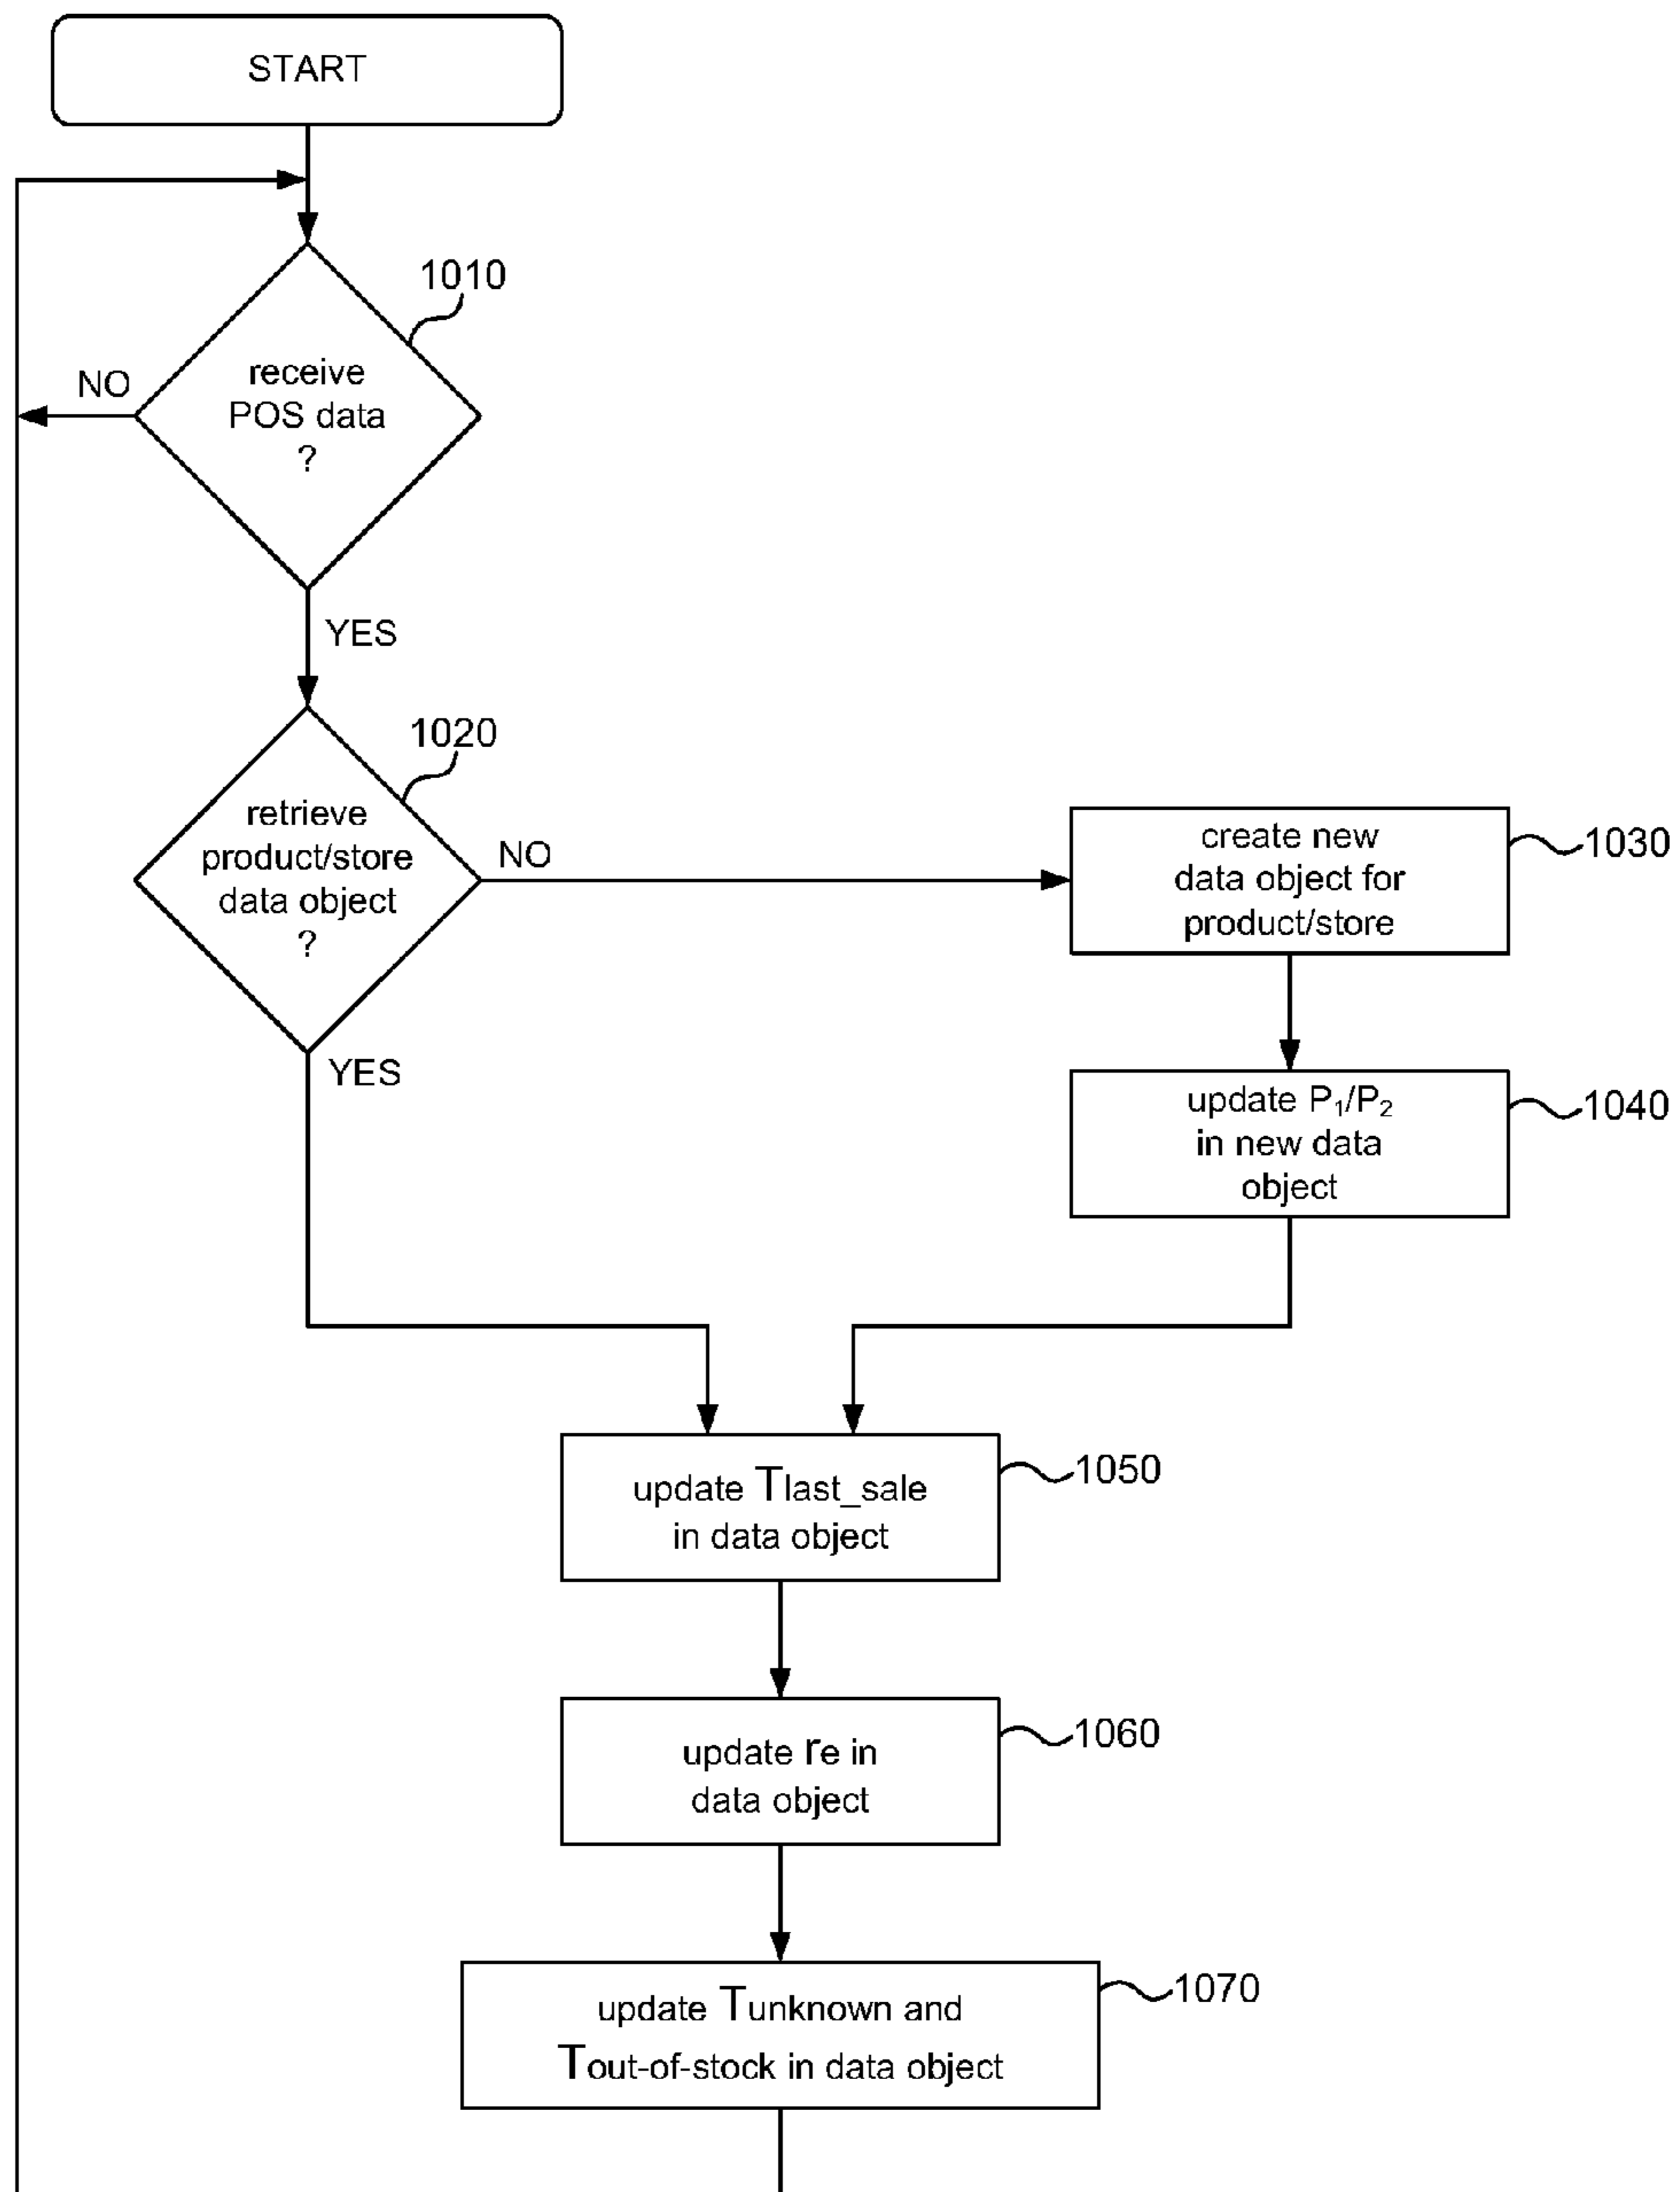 START
1010
receive
POS data
?
NO
YES
1020
retrieve
product/store
data object
?
NO
YES
create new
data object for
product/store
1030
update P₁/P₂
in new data
object
1040
update Tlast_sale
in data object
1050
update re in
data object
1060
update Tunknown and
Tout-of-stock in data object
1070